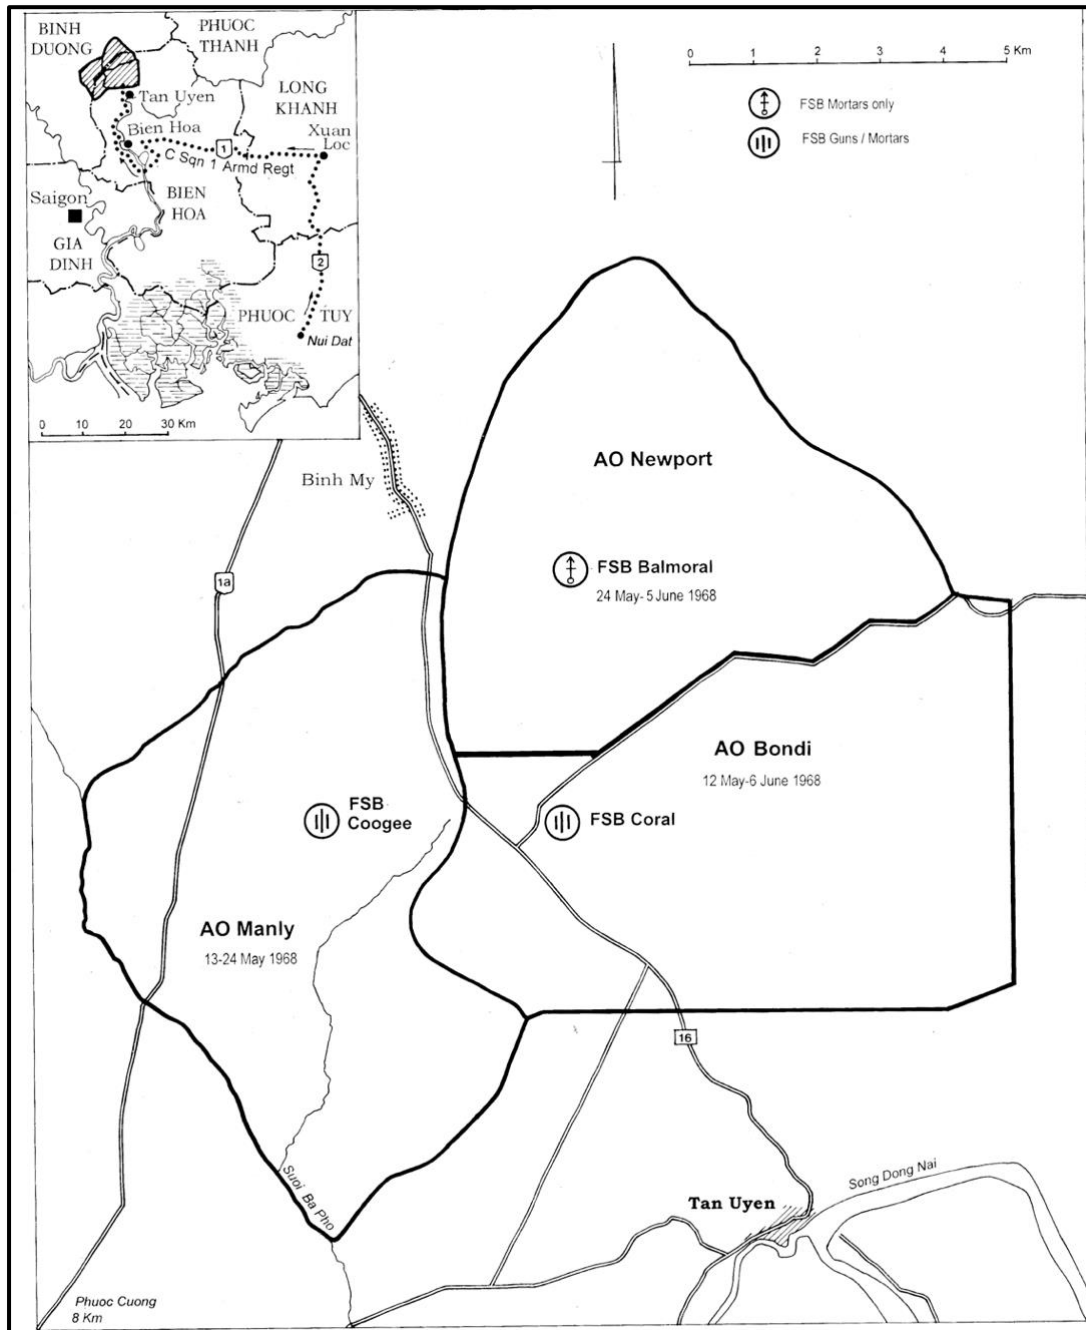 BINH
DUONG
PHUOC
THANH
LONG
KHANH
Tan Uyen
Bien Hoa
Xuan
Loc
1
C Sqn 1 Armd Regt
Saigon
BIEN
HOA
GIA
DINH
2
PHUOC TUY
Nui Dat
0 10 20 30 Km
0 1 2 3 4 5 Km
FSB Mortars only
FSB Guns / Mortars
AO Newport
Binh My
FSB Balmoral
24 May- 5 June 1968
1a
AO Bondi
12 May-6 June 1968
FSB
Coogee
FSB Coral
AO Manly
13-24 May 1968
16
Suoi Ba Pho
Song Dong Nai
Tan Uyen
Phuoc Cuong
8 Km